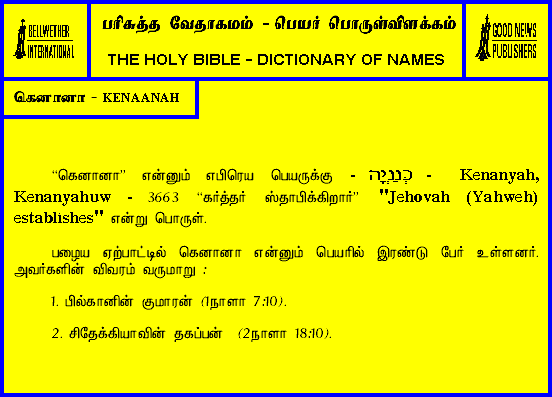 BELLWETHER
INTERNATIONAL
பரிசுத்த வேதாகமம் - பெயர் பொருள்விளக்கம்
THE HOLY BIBLE - DICTIONARY OF NAMES
GOOD NEWS
PUBLISHERS
கெனானா - KENAANAH
“கெனானா” என்னும் எபிரெய பெயருக்கு - כְּנַנְיָה - Kenanyah,
Kenanyahuw - 3663 “கர்த்தர் ஸ்தாபிக்கிறார்” "Jehovah (Yahweh)
establishes" என்று பொருள்.
பழைய ஏற்பாட்டில் கெனானா என்னும் பெயரில் இரண்டு பேர் உள்ளனர்.
அவர்களின் விவரம் வருமாறு :
1. பில்கானின் குமாரன் (1நாளா 7:10).
2. சிதேக்கியாவின் தகப்பன் (2நாளா 18:10).